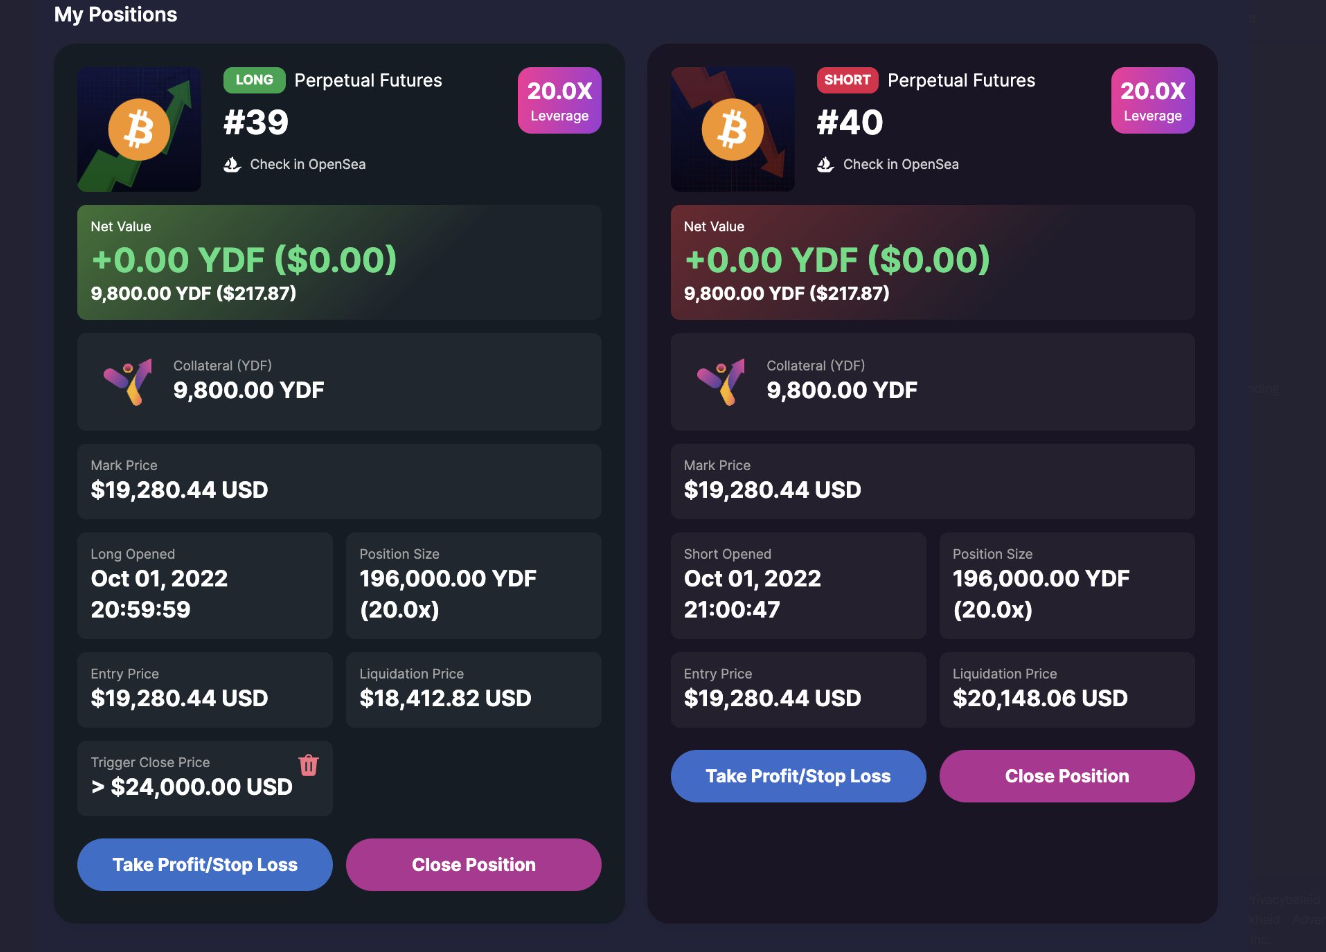 My Positions
LONG Perpetual Futures
#39
Check in OpenSea
20.0X
Leverage
Net Value
+0.00 YDF ($0.00)
9,800.00 YDF ($217.87)
Collateral (YDF)
9,800.00 YDF
Mark Price
$19,280.44 USD
Long Opened
Oct 01, 2022
20:59:59
Position Size
196,000.00 YDF
(20.0x)
Entry Price
$19,280.44 USD
Liquidation Price
$18,412.82 USD
Trigger Close Price
> $24,000.00 USD
Take Profit/Stop Loss
Close Position
SHORT Perpetual Futures
#40
Check in OpenSea
20.0X
Leverage
Net Value
+0.00 YDF ($0.00)
9,800.00 YDF ($217.87)
Collateral (YDF)
9,800.00 YDF
Mark Price
$19,280.44 USD
Short Opened
Oct 01, 2022
21:00:47
Position Size
196,000.00 YDF
(20.0x)
Entry Price
$19,280.44 USD
Liquidation Price
$20,148.06 USD
Take Profit/Stop Loss
Close Position